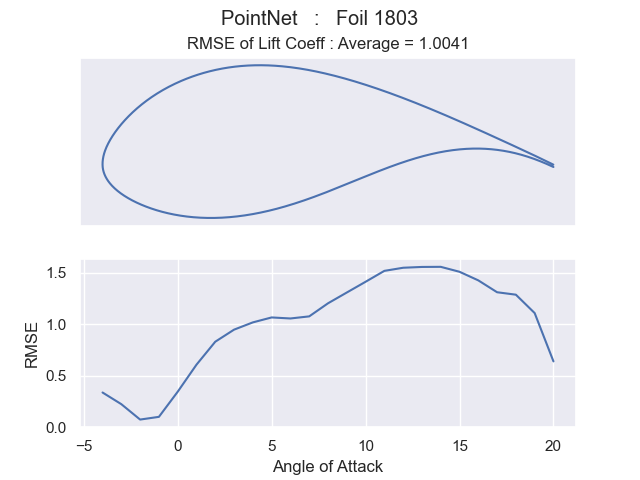 PointNet : Foil 1803
RMSE of Lift Coeff : Average = 1.0041
RMSE
1.5
1.0
0.5
0.0
−5 0 5 10 15 20
Angle of Attack